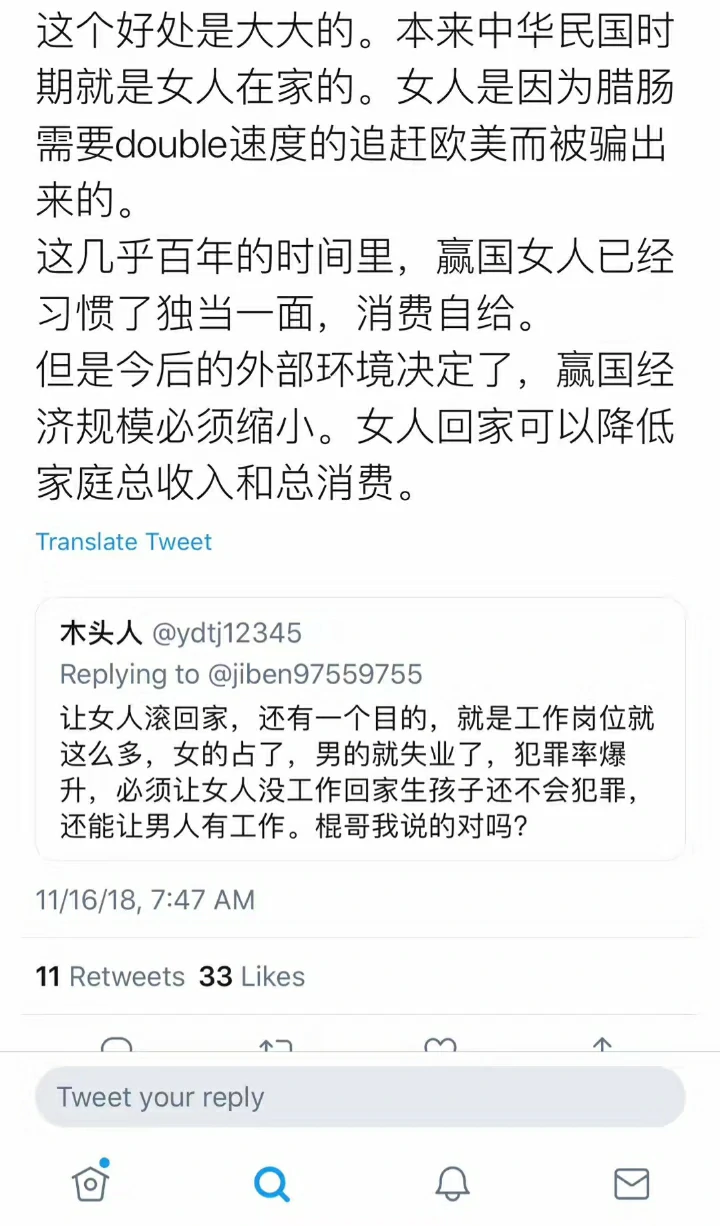 这个好处是大大的。本来中华民国时
期就是女人在家的。女人是因为腊肠
需要double速度的追赶欧美而被骗出
来的。
这几乎百年的时间里，赢国女人已经
习惯了独当一面，消费自给。
但是今后的外部环境决定了，赢国经
济规模必须缩小。女人回家可以降低
家庭总收入和总消费。
Translate Tweet
木头人 @ydtj12345
Replying to @jiben97559755
让女人滚回家，还有一个目的，就是工作岗位就
这么多，女的占了，男的就失业了，犯罪率爆
升，必须让女人没工作回家生孩子还不会犯罪，
还能让男人有工作。棍哥我说的对吗？
11/16/18, 7:47 AM
11 Retweets 33 Likes
Tweet your reply